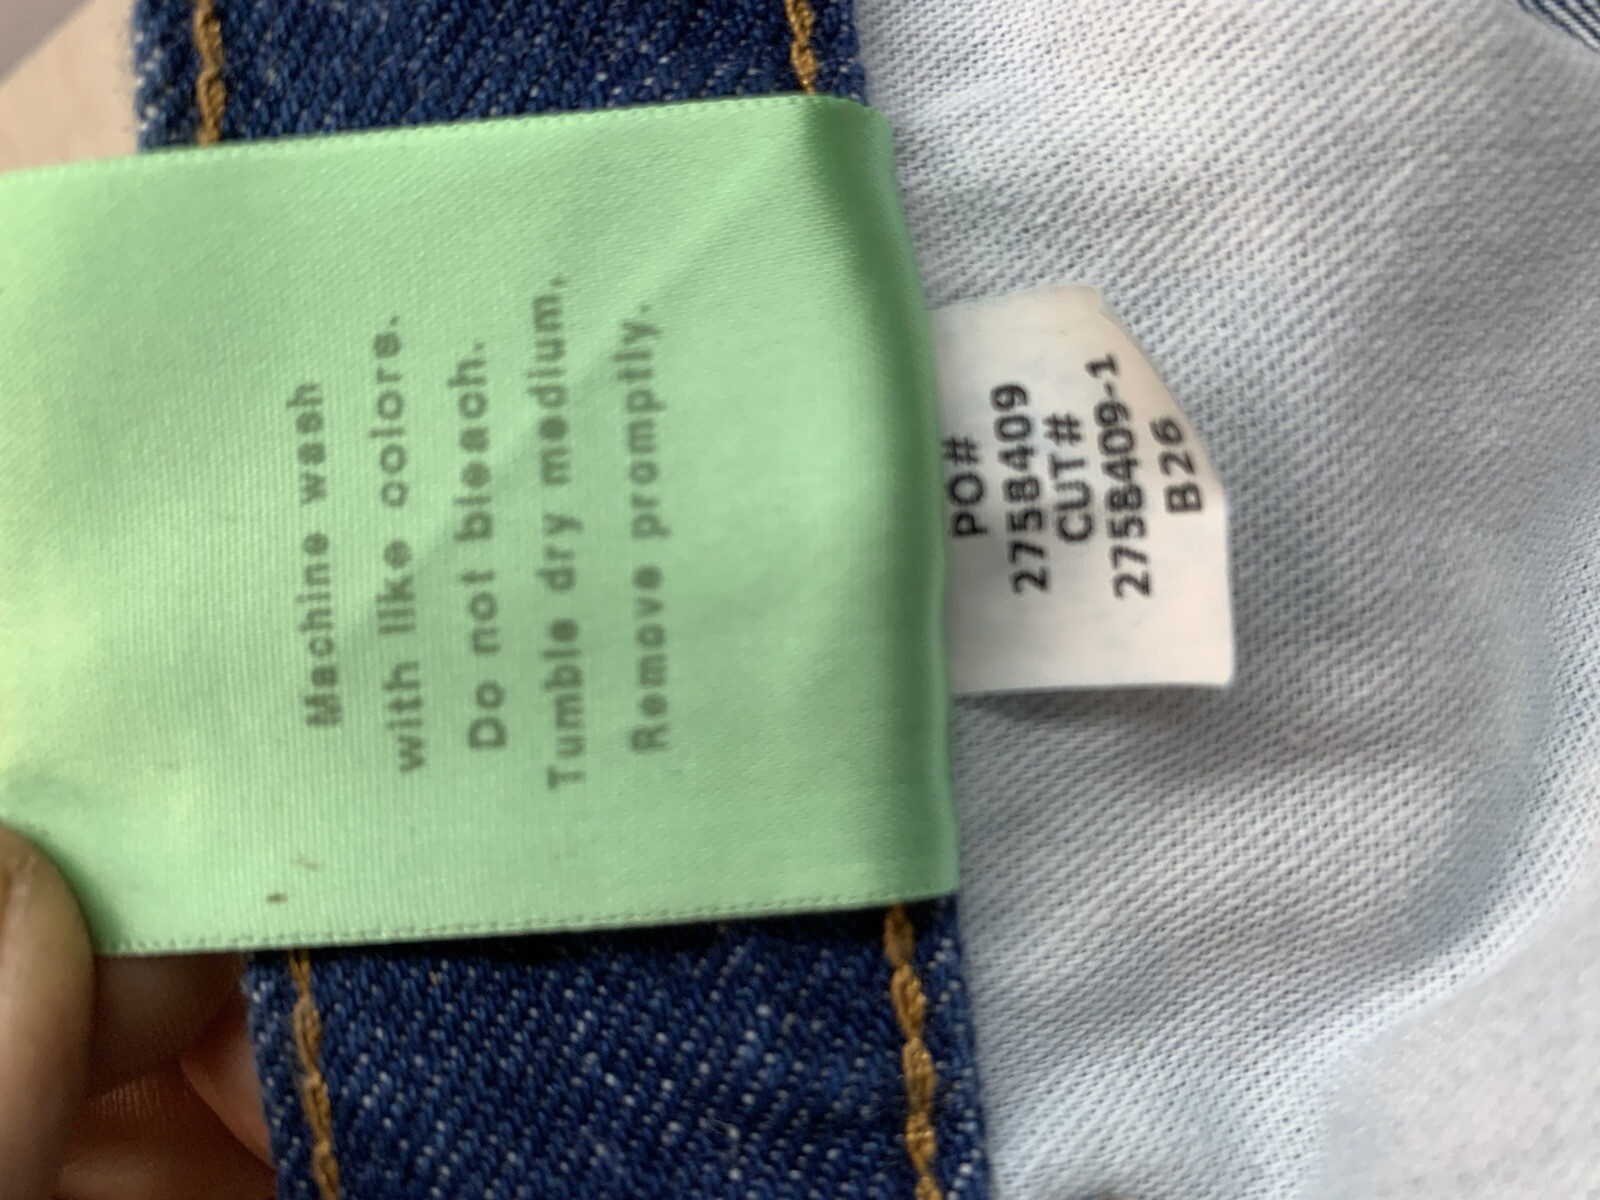 Machine wash
with like colors.
Do not bleach.
Tumble dry medium.
Remove promptly.
PO#
2758409
CUT#
2758409-1
B26